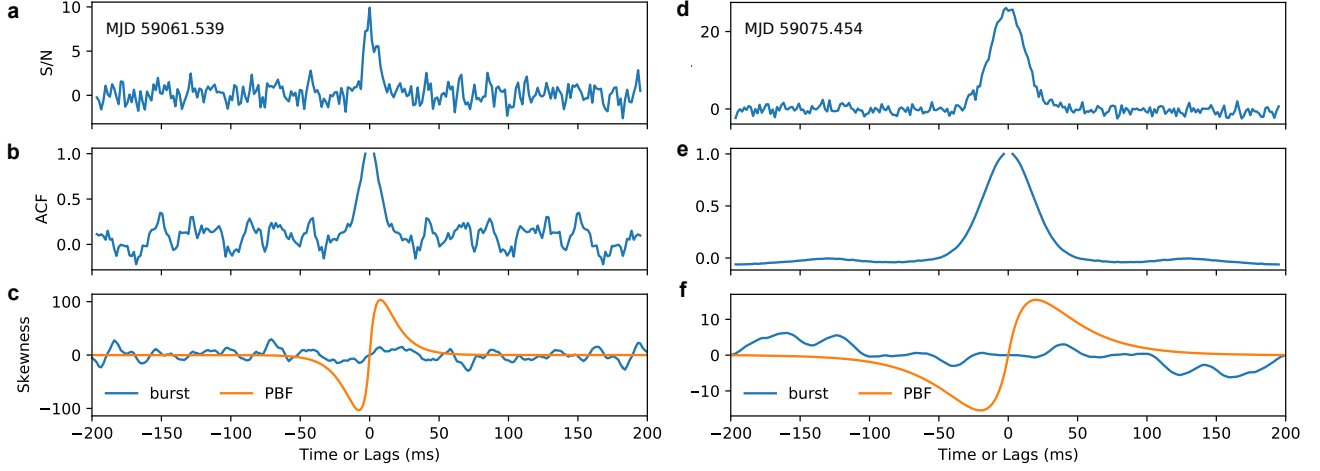 a
10
5
0
S/N
MJD 59061.539
b
1.0
0.5
0.0
ACF
c
100
0
−100
Skewness
burst
PBF
−200
−150
−100
−50
0
50
100
150
200
Time or Lags (ms)
d
20
0
MJD 59075.454
e
1.0
0.5
0.0
f
10
0
−10
burst
PBF
−200
−150
−100
−50
0
50
100
150
200
Time or Lags (ms)